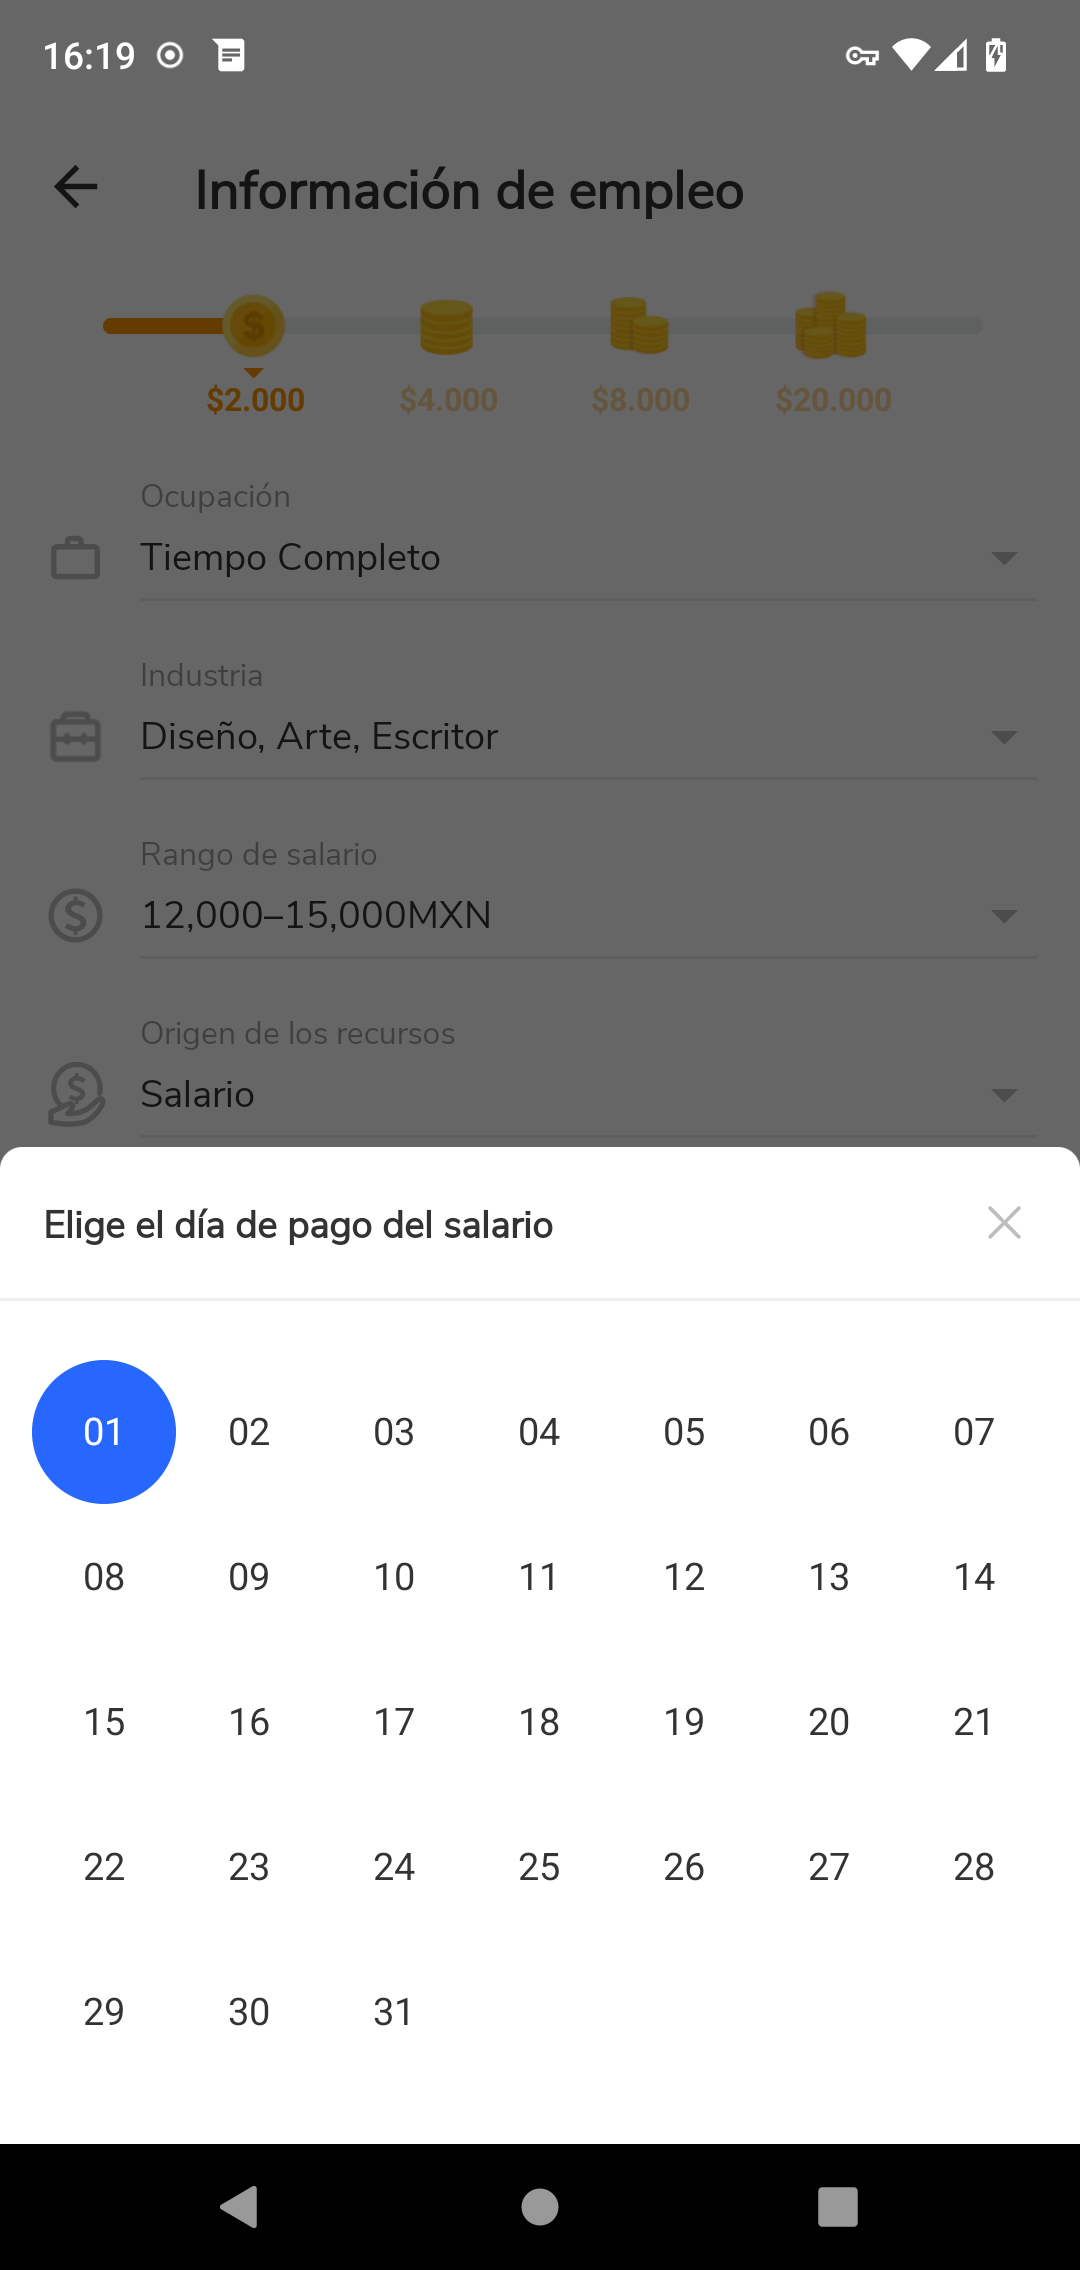 16:19
Información de empleo
$2.000 $4.000 $8.000 $20.000
Ocupación
Tiempo Completo
Industria
Diseño, Arte, Escritor
Rango de salario
12,000–15,000MXN
Origen de los recursos
Salario
Elige el día de pago del salario
01 02 03 04 05 06 07
08 09 10 11 12 13 14
15 16 17 18 19 20 21
22 23 24 25 26 27 28
29 30 31